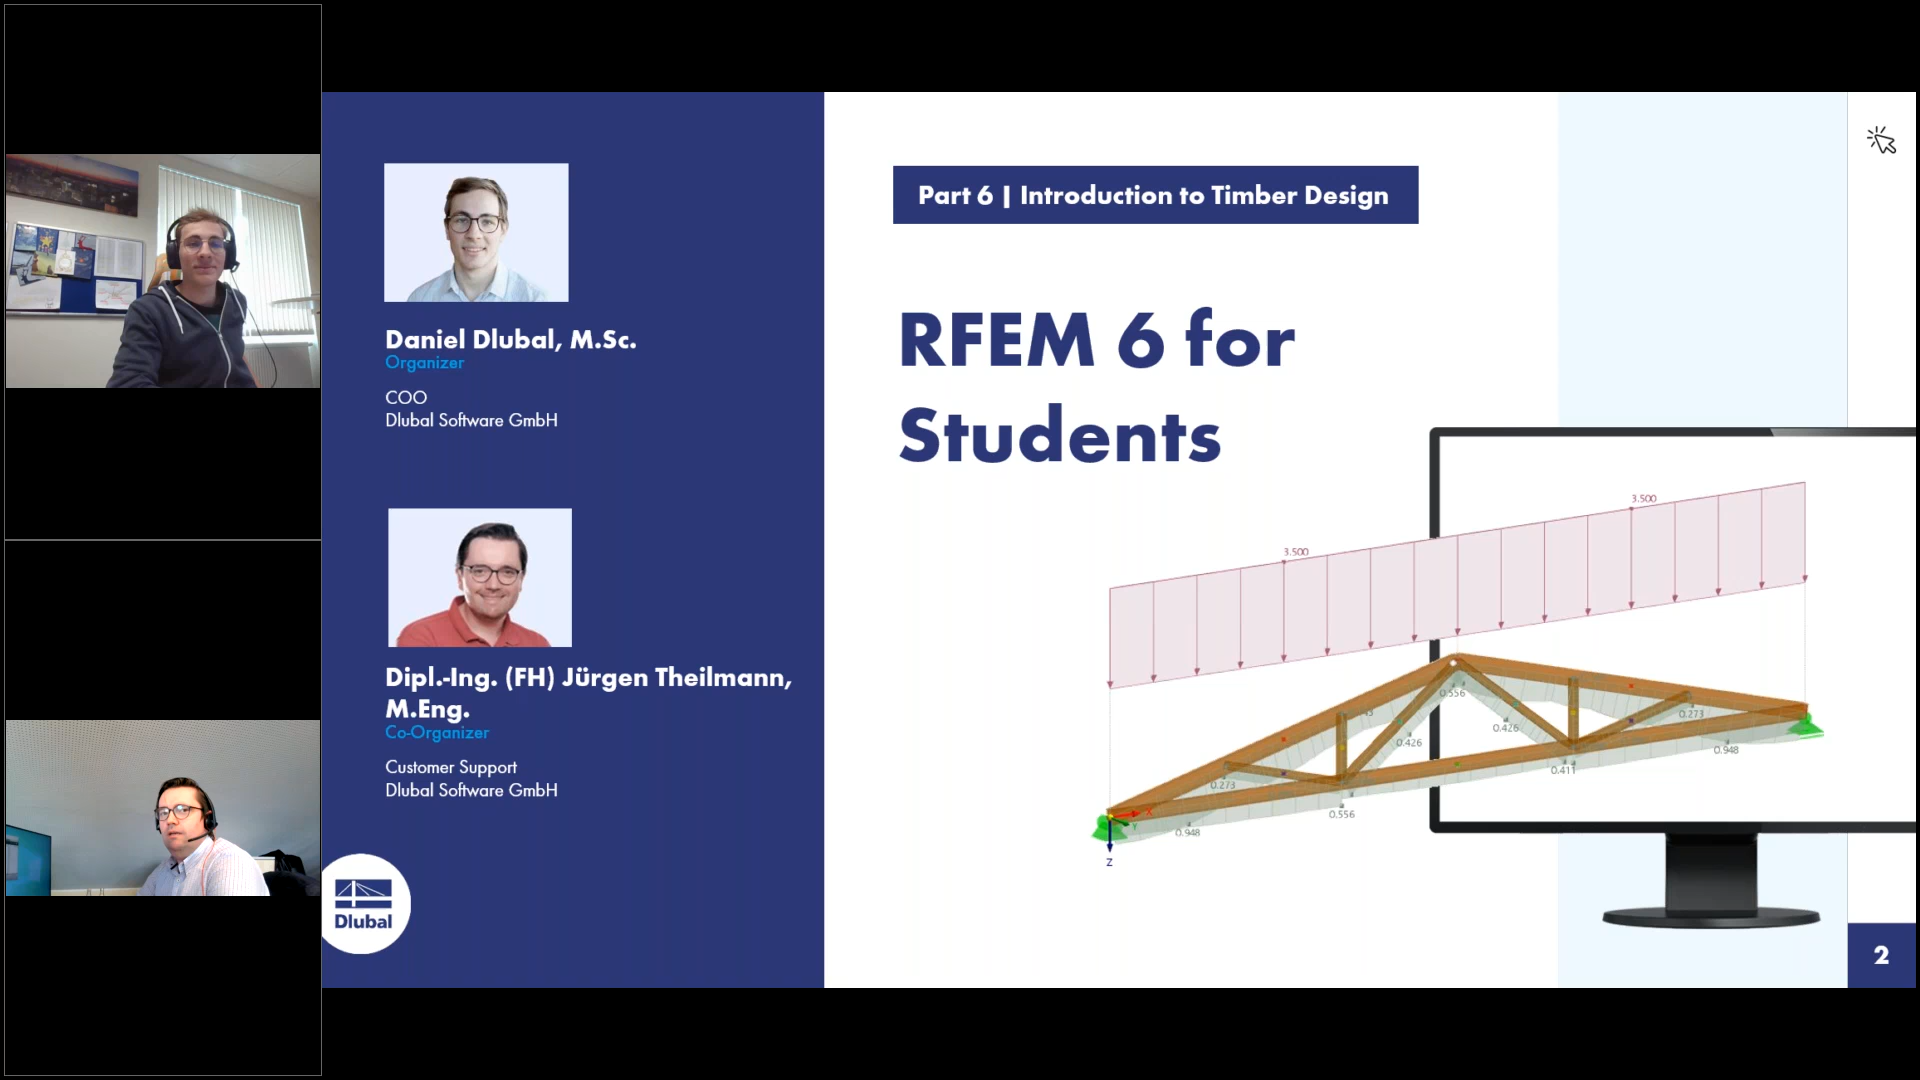 Daniel Dlubal, M.Sc.
Organizer
COO
Dlubal Software GmbH
Dipl.-Ing. (FH) Jürgen Theilmann,
M.Eng.
Co-Organizer
Customer Support
Dlubal Software GmbH
Dlubal
Part 6 | Introduction to Timber Design
RFEM 6 for
Students
3.500
3.500
0.556
0.273
0.426
0.426
0.948
0.411
0.273
0.556
0.948
X
Y
Z
2